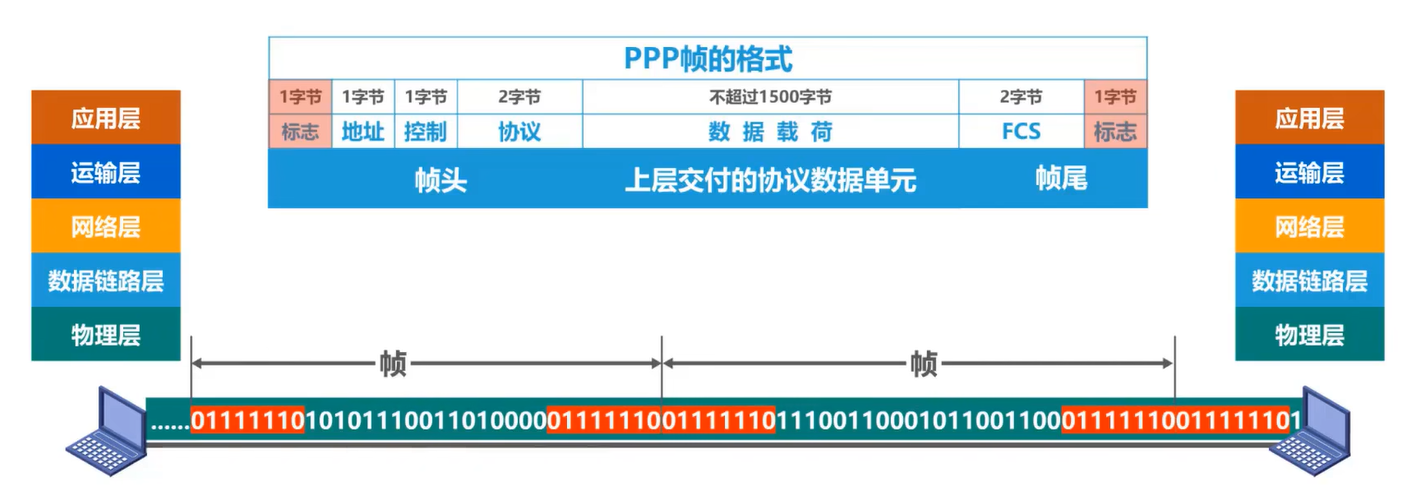 PPP帧的格式
1字节 1字节 1字节 2字节 不超过1500字节 2字节 1字节
标志 地址 控制 协议 数据载荷 FCS 标志
帧头 上层交付的协议数据单元 帧尾
应用层
运输层
网络层
数据链路层
物理层
应用层
运输层
网络层
数据链路层
物理层
帧 帧
......011111101010111001101000001111110011111101110011000101100110001111110011111101